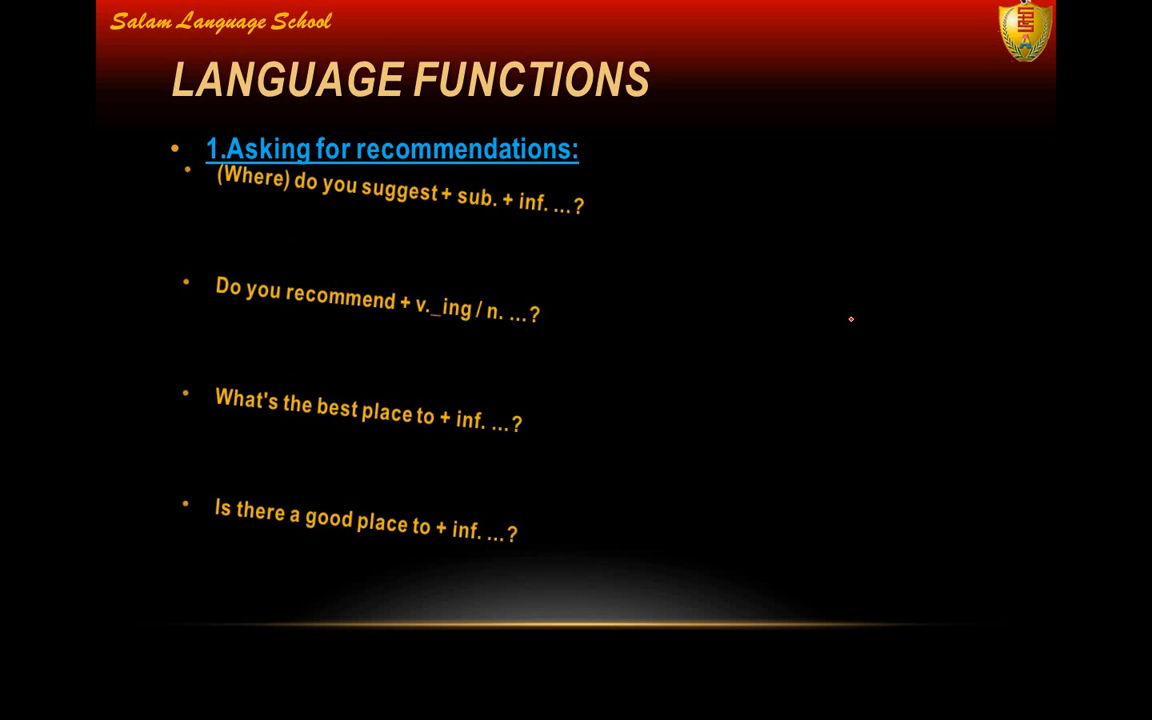 Salam Language School
LANGUAGE FUNCTIONS
• 1.Asking for recommendations:
• (Where) do you suggest + sub. + inf. ...?
• Do you recommend + v._ing / n. ...?
• What's the best place to + inf. ...?
• Is there a good place to + inf. ...?